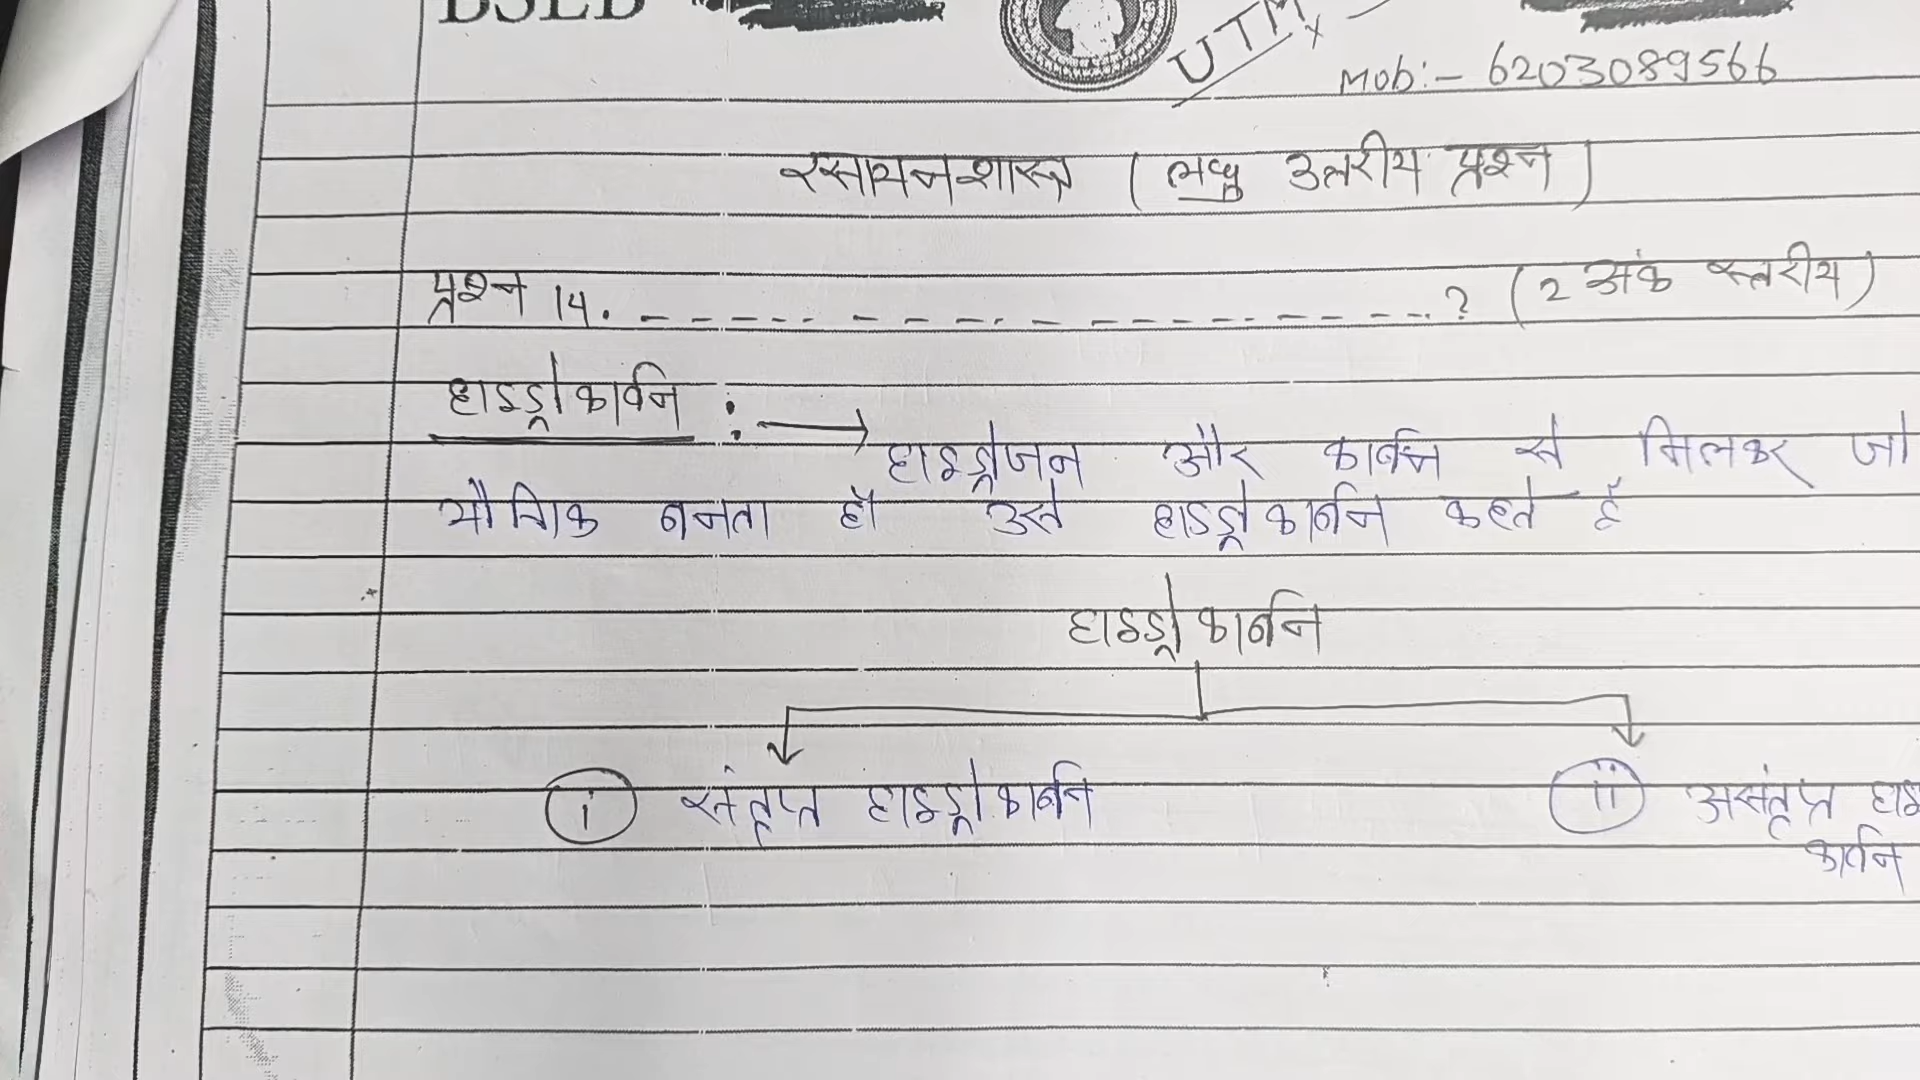 UTM
Mob:- 6203089566
रसायनशास्त्र (लघु उत्तरीय प्रश्न)
प्रश्न 14. - - - - - - - - - - - - - - - - - - ? (2 अंक स्तरीय)
हाइड्रोकार्बन :→
हाइड्रोजन और कार्बन से मिलकर जो
यौगिक बनता हो उसे हाइड्रोकार्बन कहते हैं
हाइड्रोकार्बन
i संतृप्त हाइड्रोकार्बन
ii असंतृप्त हाइ
कार्बन